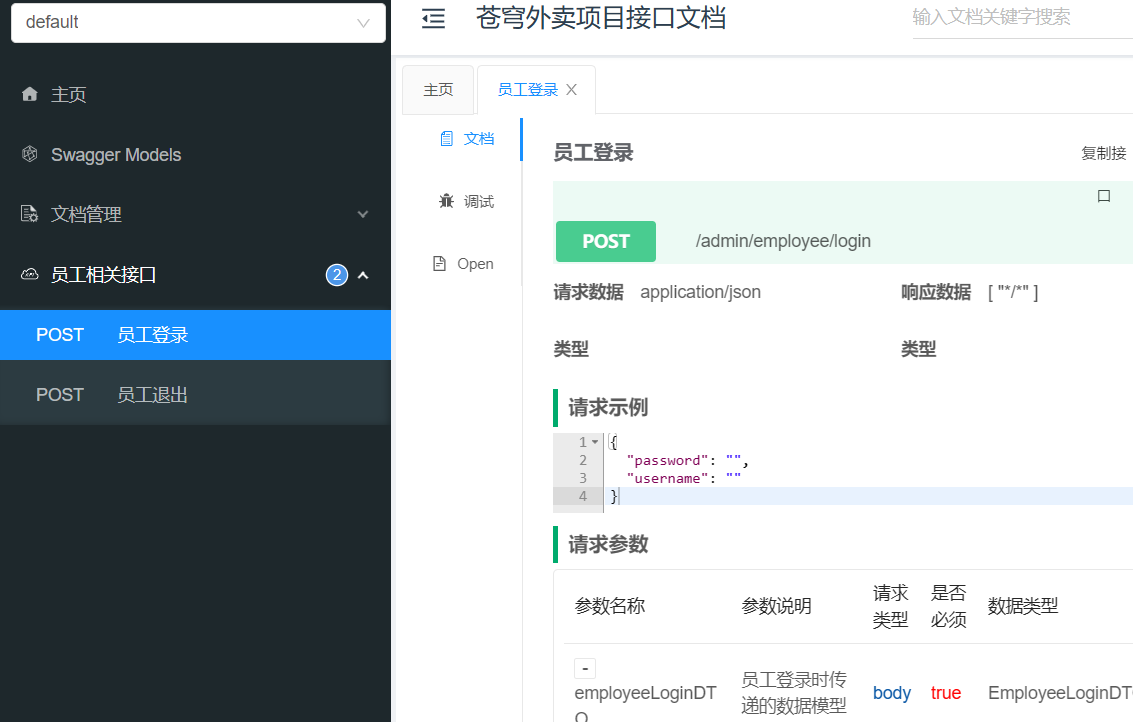 default
主页
Swagger Models
文档管理
员工相关接口 2
POST 员工登录
POST 员工退出
苍穹外卖项目接口文档
输入文档关键字搜索
主页
员工登录
文档
调试
Open
员工登录
复制接
POST /admin/employee/login
请求数据 application/json 响应数据 [ "*/*" ]
类型 类型
请求示例
1 {
2 "password": "",
3 "username": ""
4 }
请求参数
参数名称 参数说明 请求类型 是否必须 数据类型
-
employeeLoginDTO 员工登录时传递的数据模型 body true EmployeeLoginDT